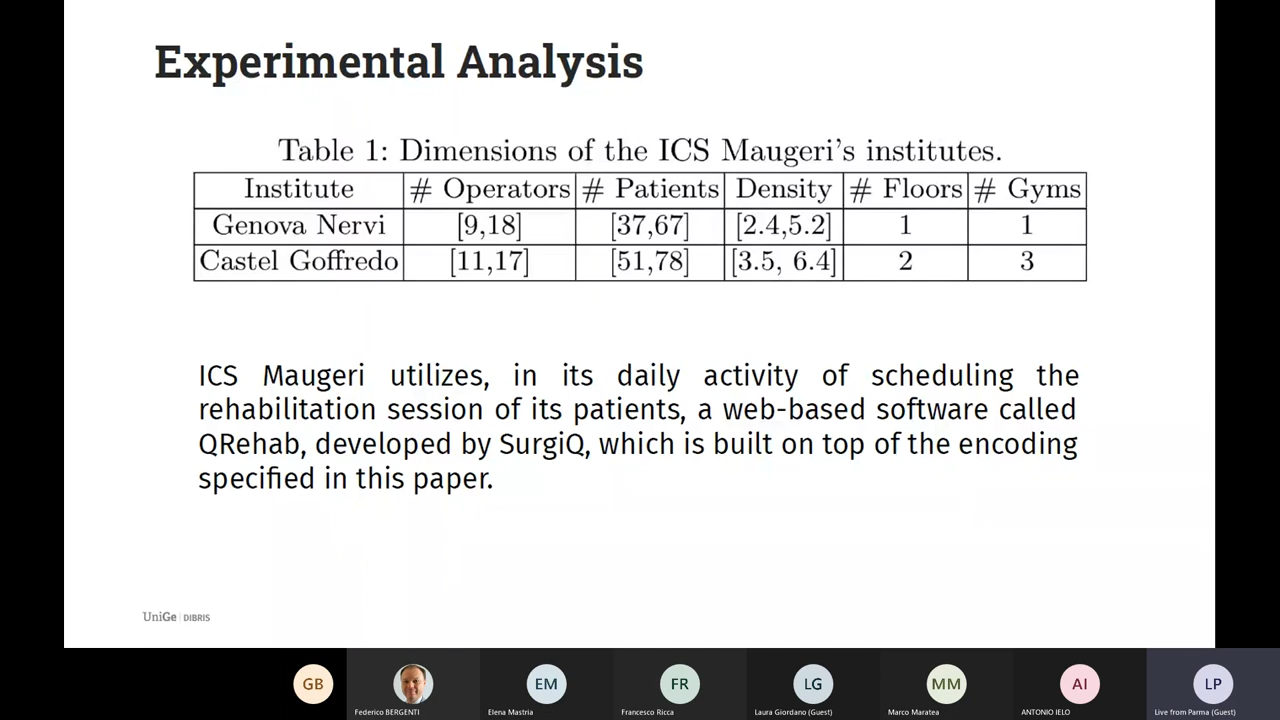 Experimental Analysis
Table 1: Dimensions of the ICS Maugeri's institutes.
Institute # Operators # Patients Density # Floors # Gyms
Genova Nervi [9,18] [37,67] [2.4,5.2] 1 1
Castel Goffredo [11,17] [51,78] [3.5, 6.4] 2 3
ICS Maugeri utilizes, in its daily activity of scheduling the
rehabilitation session of its patients, a web-based software called
QRehab, developed by SurgiQ, which is built on top of the encoding
specified in this paper.
UniGe | DIBRIS
GB EM FR LG MM AI LP
Federico BERGENTI Elena Mastria Francesco Ricca Laura Giordano (Guest) Marco Maratea ANTONIO IELO Live from Parma (Guest)